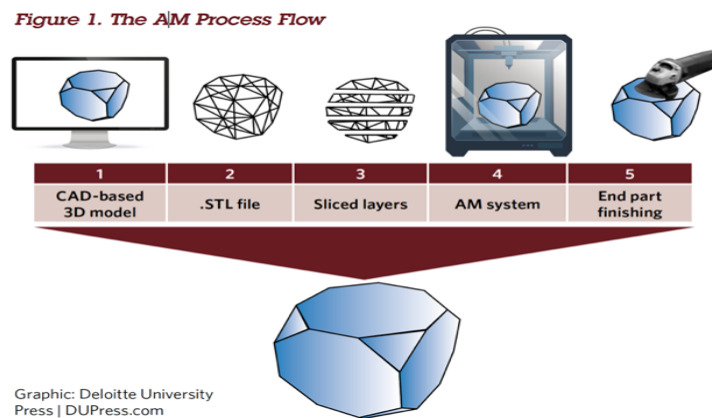 Figure 1. The AM Process Flow
1 2 3 4 5
CAD-based
3D model
.STL file
Sliced layers
AM system
End part
finishing
Graphic: Deloitte University
Press | DUPress.com